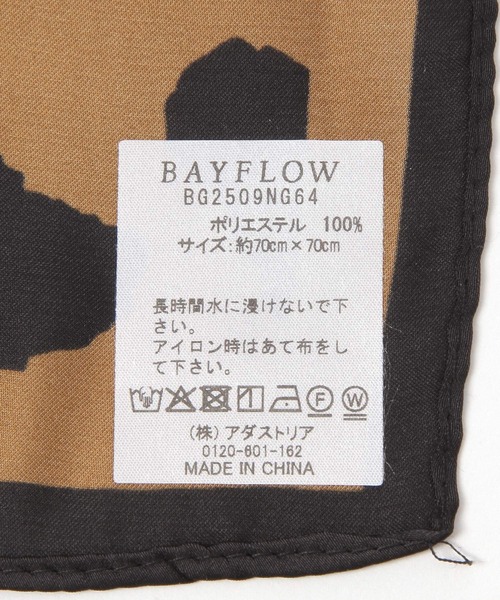 BAYFLOW
BG2509NG64
ポリエステル 100%
サイズ:約70cm×70cm
長時間水に浸けないで下
さい。
アイロン時はあて布をし
て下さい。
F W
(株) アダストリア
0120-601-162
MADE IN CHINA